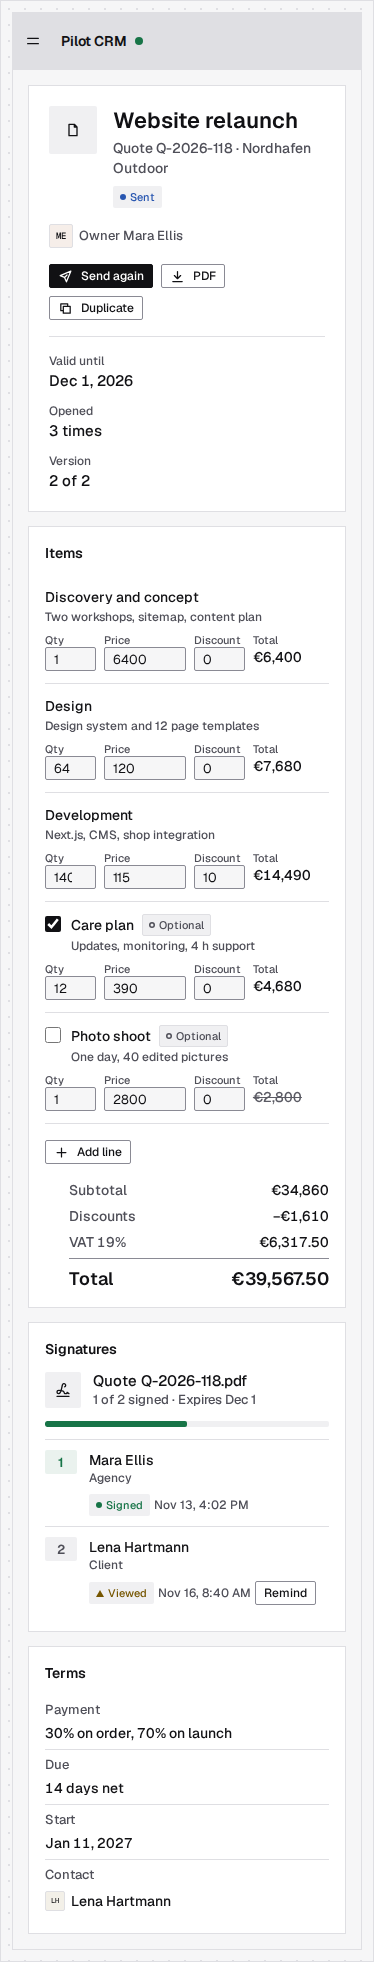 Pilot CRM
Website relaunch
Quote Q-2026-118 · Nordhafen
Outdoor
Sent
ME Owner Mara Ellis
Send again PDF
Duplicate
Valid until
Dec 1, 2026
Opened
3 times
Version
2 of 2
Items
Discovery and concept
Two workshops, sitemap, content plan
Qty Price Discount Total
1 6400 0 €6,400
Design
Design system and 12 page templates
Qty Price Discount Total
64 120 0 €7,680
Development
Next.js, CMS, shop integration
Qty Price Discount Total
140 115 10 €14,490
Care plan Optional
Updates, monitoring, 4 h support
Qty Price Discount Total
12 390 0 €4,680
Photo shoot Optional
One day, 40 edited pictures
Qty Price Discount Total
1 2800 0 €2,800
Add line
Subtotal €34,860
Discounts −€1,610
VAT 19% €6,317.50
Total €39,567.50
Signatures
Quote Q-2026-118.pdf
1 of 2 signed · Expires Dec 1
1 Mara Ellis
Agency
Signed Nov 13, 4:02 PM
2 Lena Hartmann
Client
Viewed Nov 16, 8:40 AM Remind
Terms
Payment
30% on order, 70% on launch
Due
14 days net
Start
Jan 11, 2027
Contact
LH Lena Hartmann